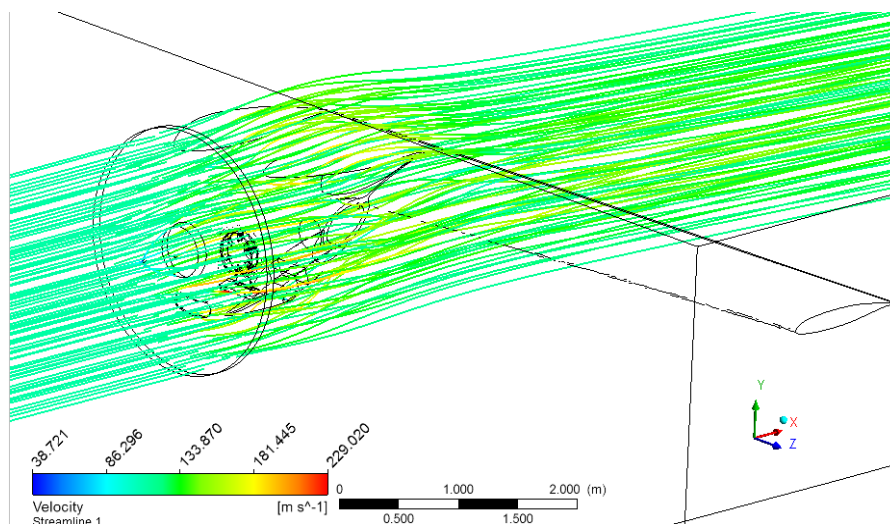 Y
X
Z
38.721
86.296
133.870
181.445
229.020
Velocity
[m s^-1]
Streamline 1
0
1.000
2.000
(m)
0.500
1.500